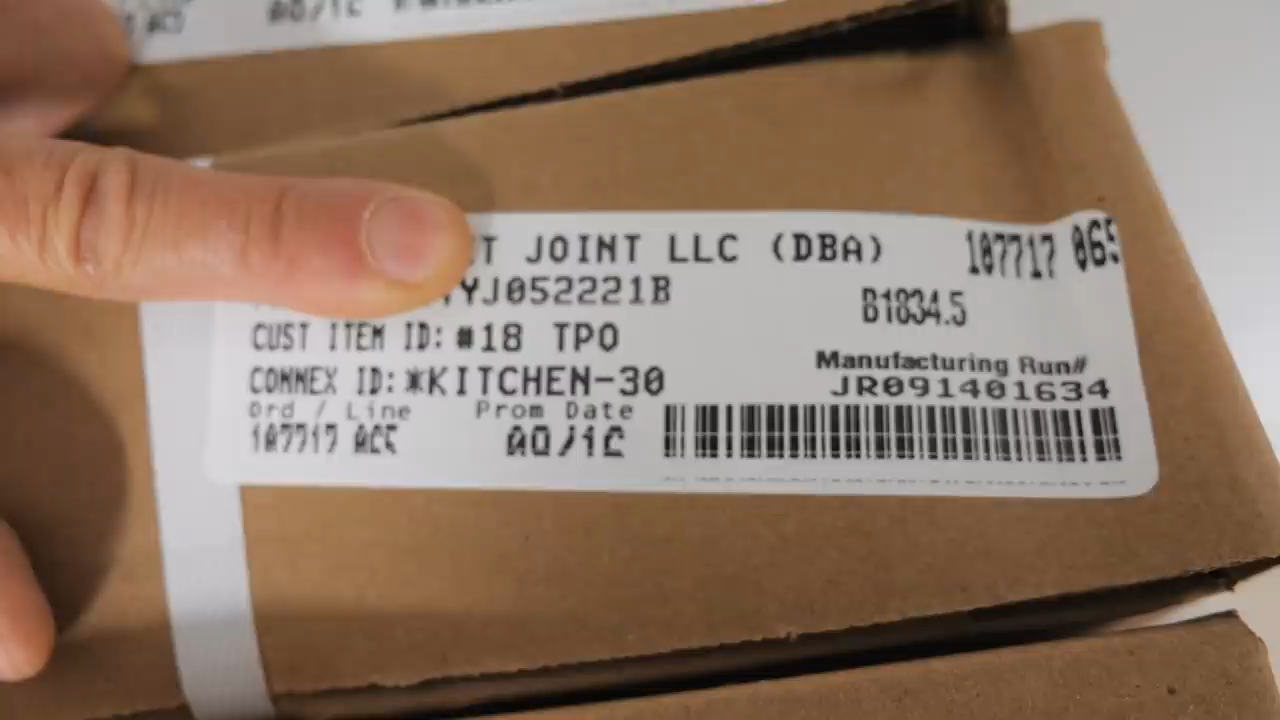 JOINT LLC (DBA)
107717 065
YJ052221B
B1834.5
CUST ITEM ID: #18 TPO
Manufacturing Run#
CONNEX ID:*KITCHEN-30
JR091401634
Ord / Line
Prom Date
107717